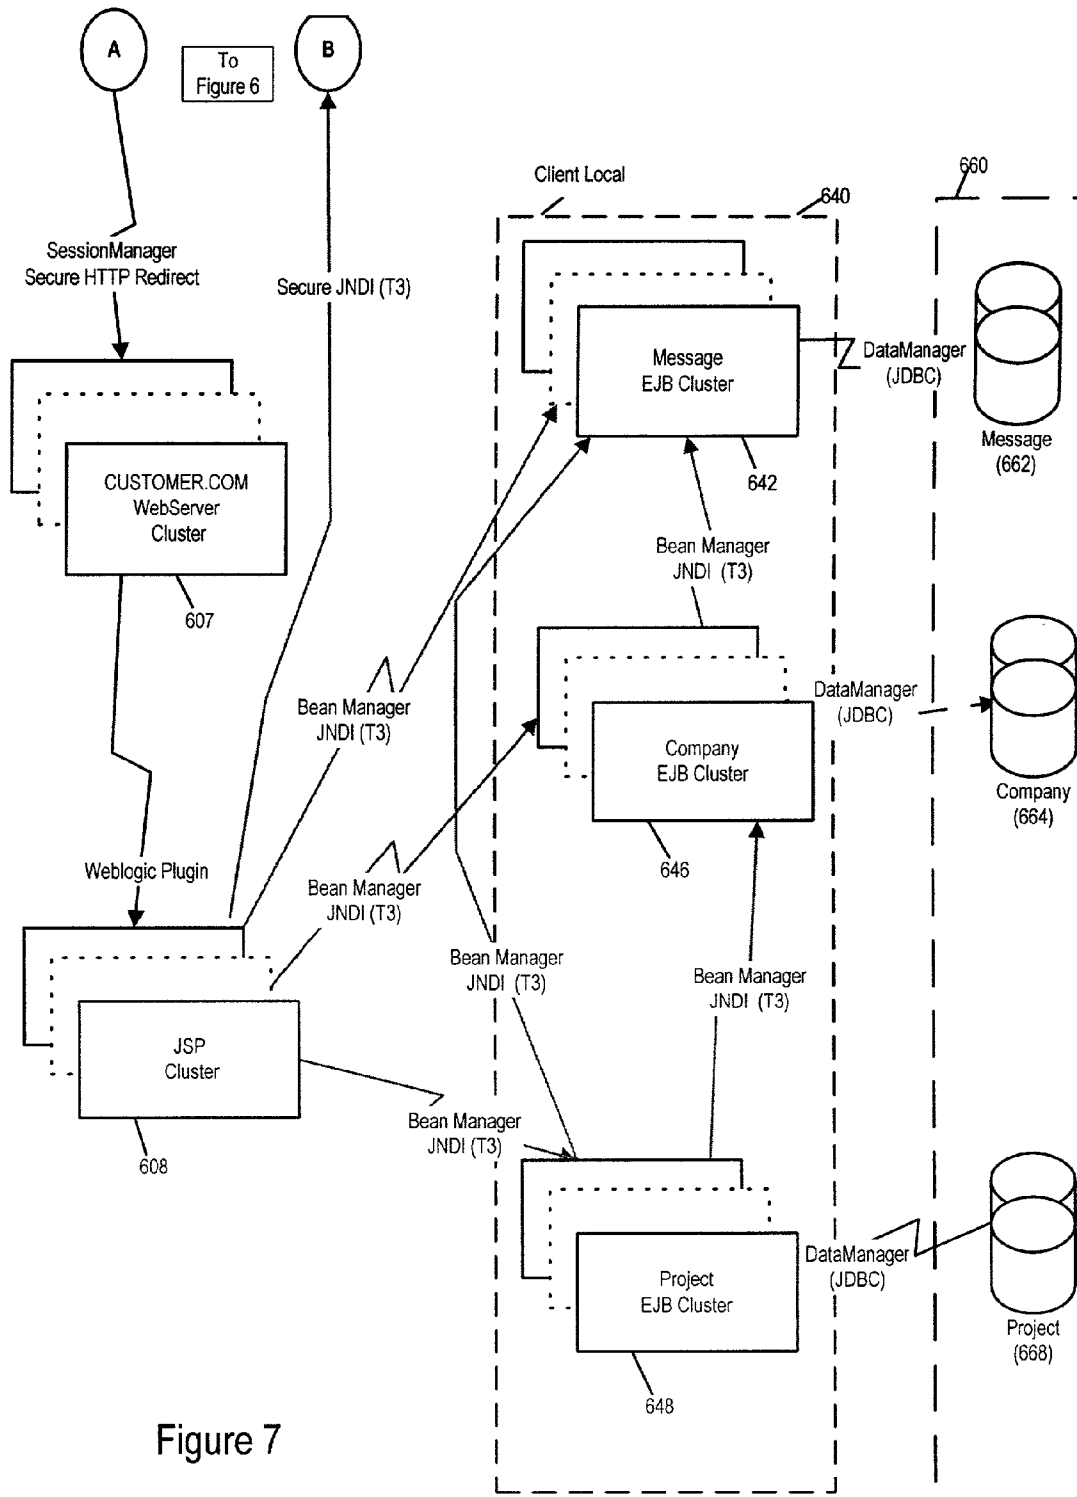 A
To
Figure 6
B
Client Local
640
660
SessionManager
Secure HTTP Redirect
Secure JNDI (T3)
Message
EJB Cluster
DataManager
(JDBC)
Message
(662)
642
CUSTOMER.COM
WebServer
Cluster
607
Bean Manager
JNDI (T3)
Bean Manager
JNDI (T3)
DataManager
(JDBC)
Company
EJB Cluster
Company
(664)
646
Weblogic Plugin
Bean Manager
JNDI (T3)
Bean Manager
JNDI (T3)
Bean Manager
JNDI (T3)
JSP
Cluster
608
Bean Manager
JNDI (T3)
DataManager
(JDBC)
Project
EJB Cluster
Project
(668)
648
Figure 7